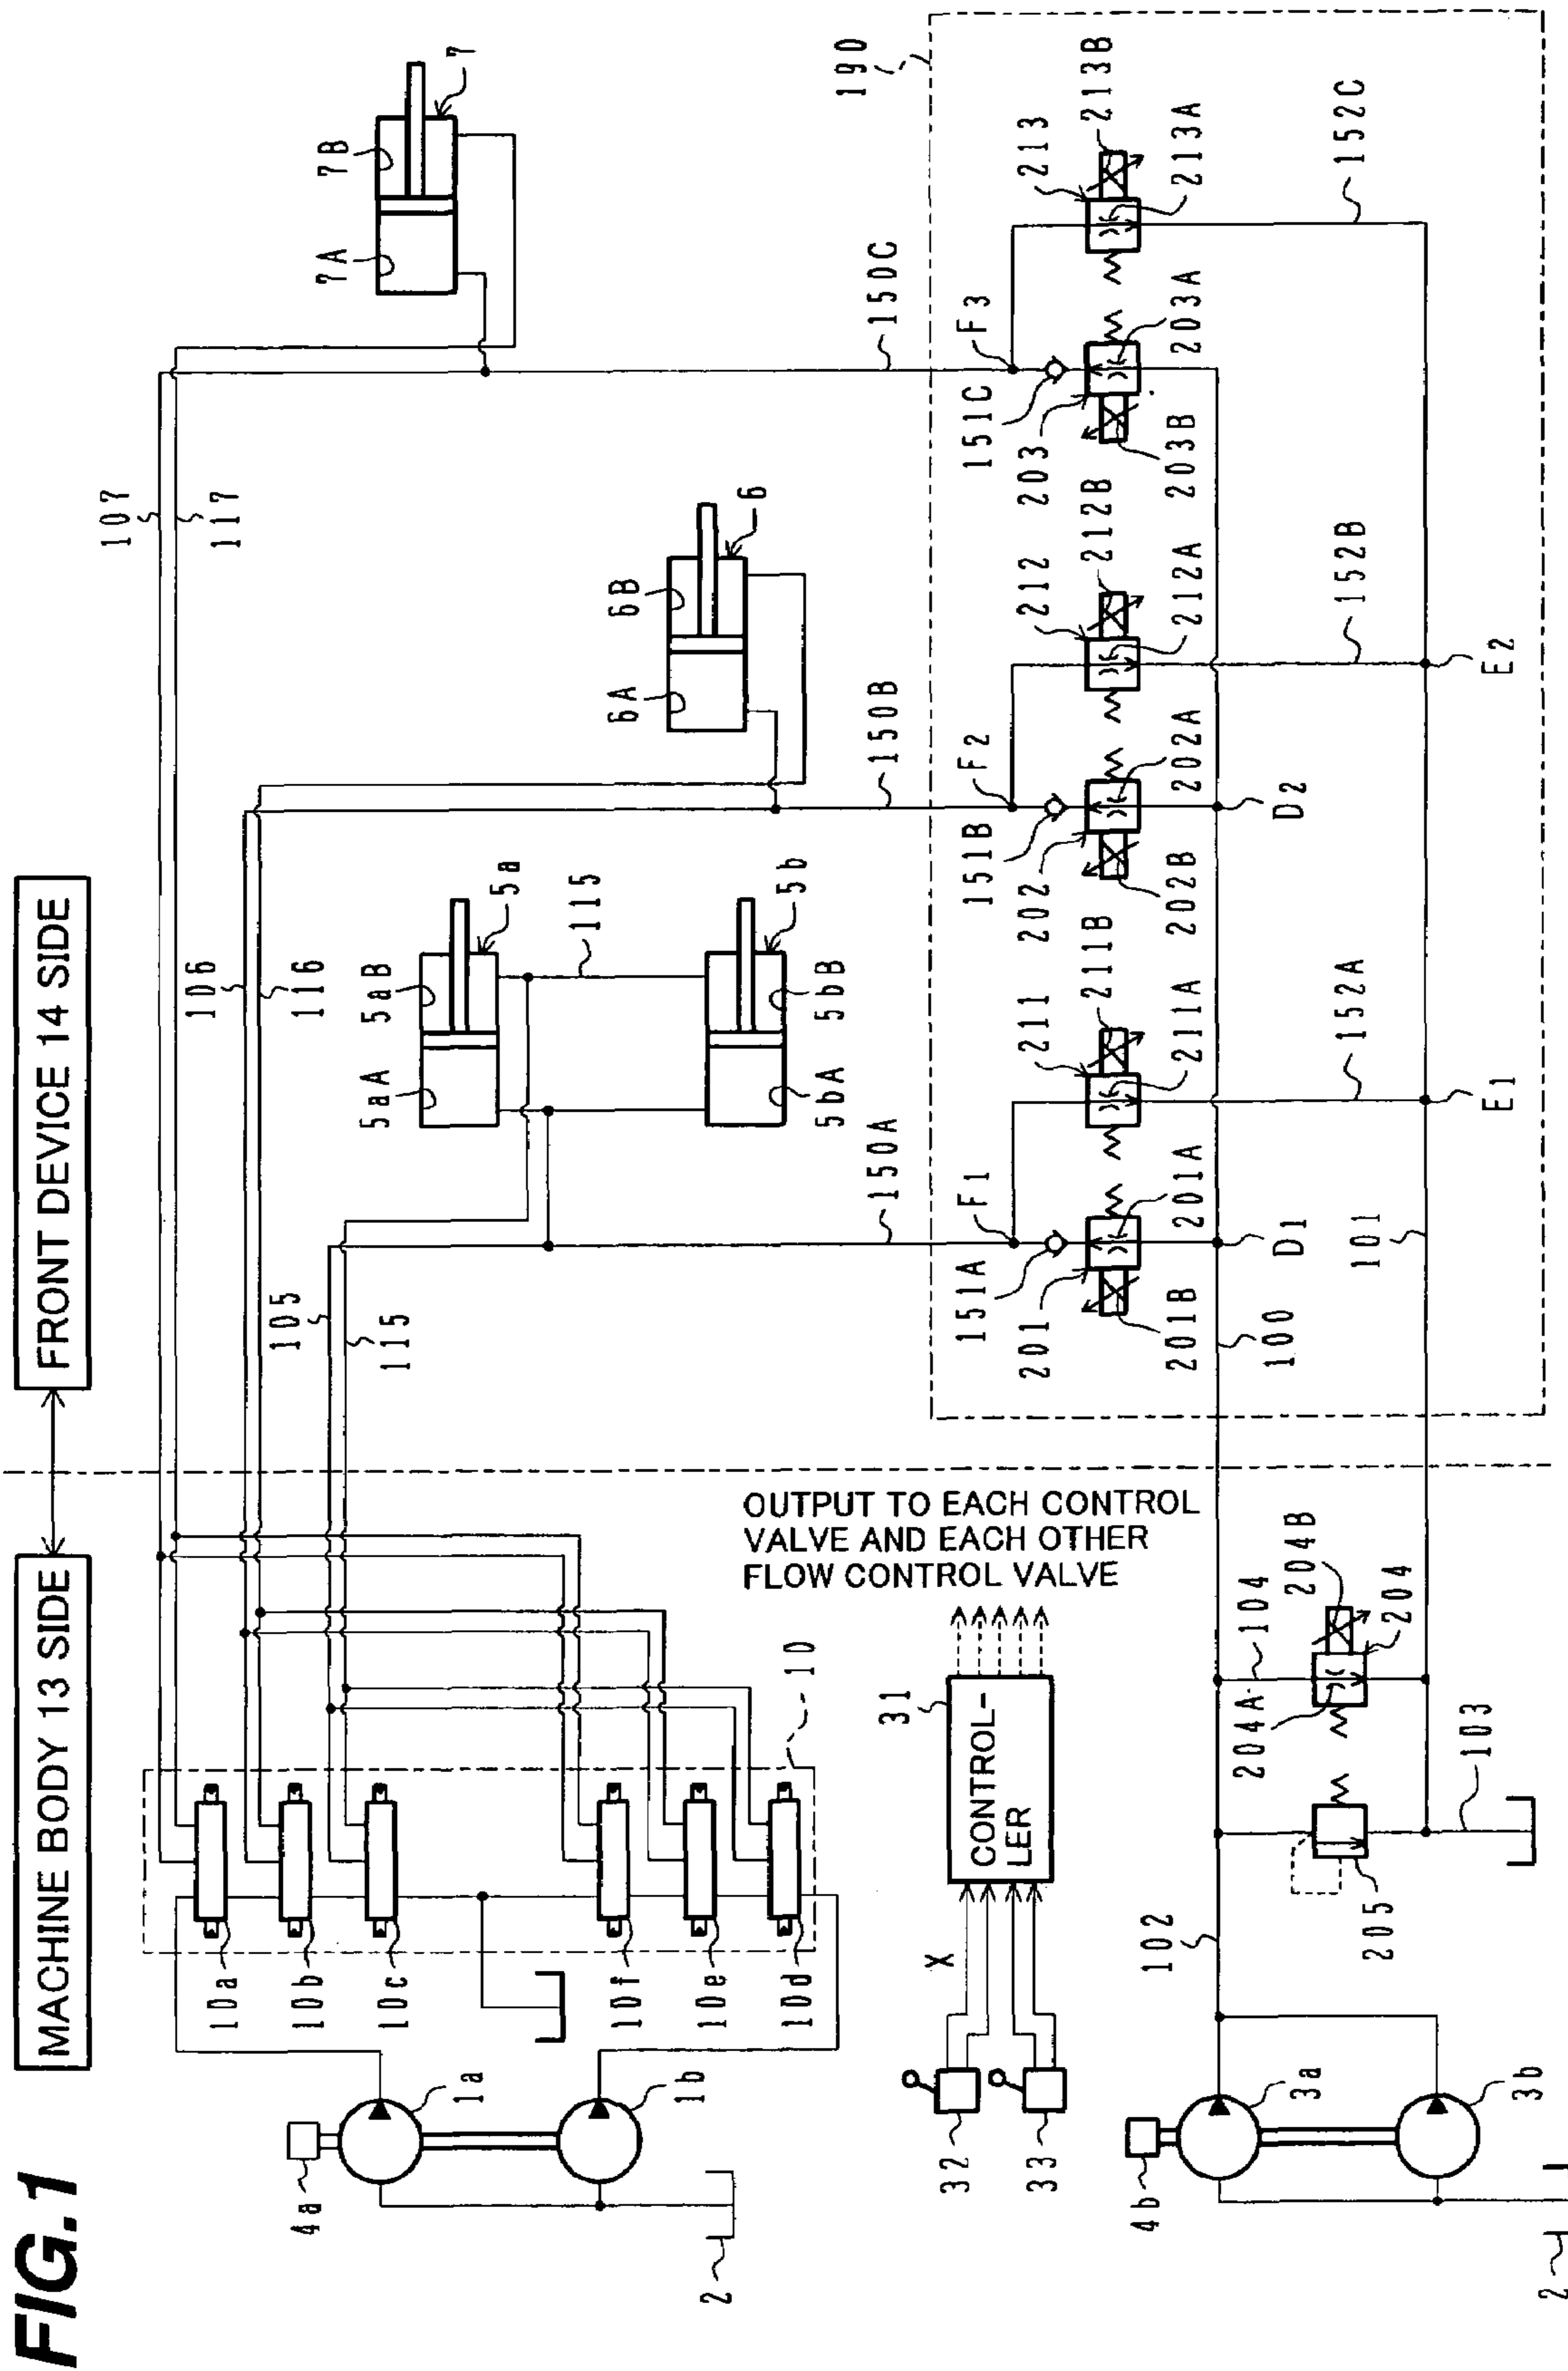 FIG.1
MACHINE BODY 13 SIDE
FRONT DEVICE 14 SIDE
107
117
7B
7
7A
106
116
6B
6
6A
105
115
5aB
5a
115
5aA
5b
5bB
5bA
10a
10b
10c
10f
10e
10d
10
4a
1a
1b
2
150A
150B
150C
190
OUTPUT TO EACH CONTROL
VALVE AND EACH OTHER
FLOW CONTROL VALVE
31
CONTROL-
LER
X
32
33
F1
151A
201
201A
201B
211
211B
211A
F2
151B
202
202A
202B
212
212B
212A
F3
151C
203
203A
203B
213
213B
213A
100
D1
D2
101
152A
152B
152C
E1
E2
102
104
204B
204
204A
103
205
4b
3a
3b
2